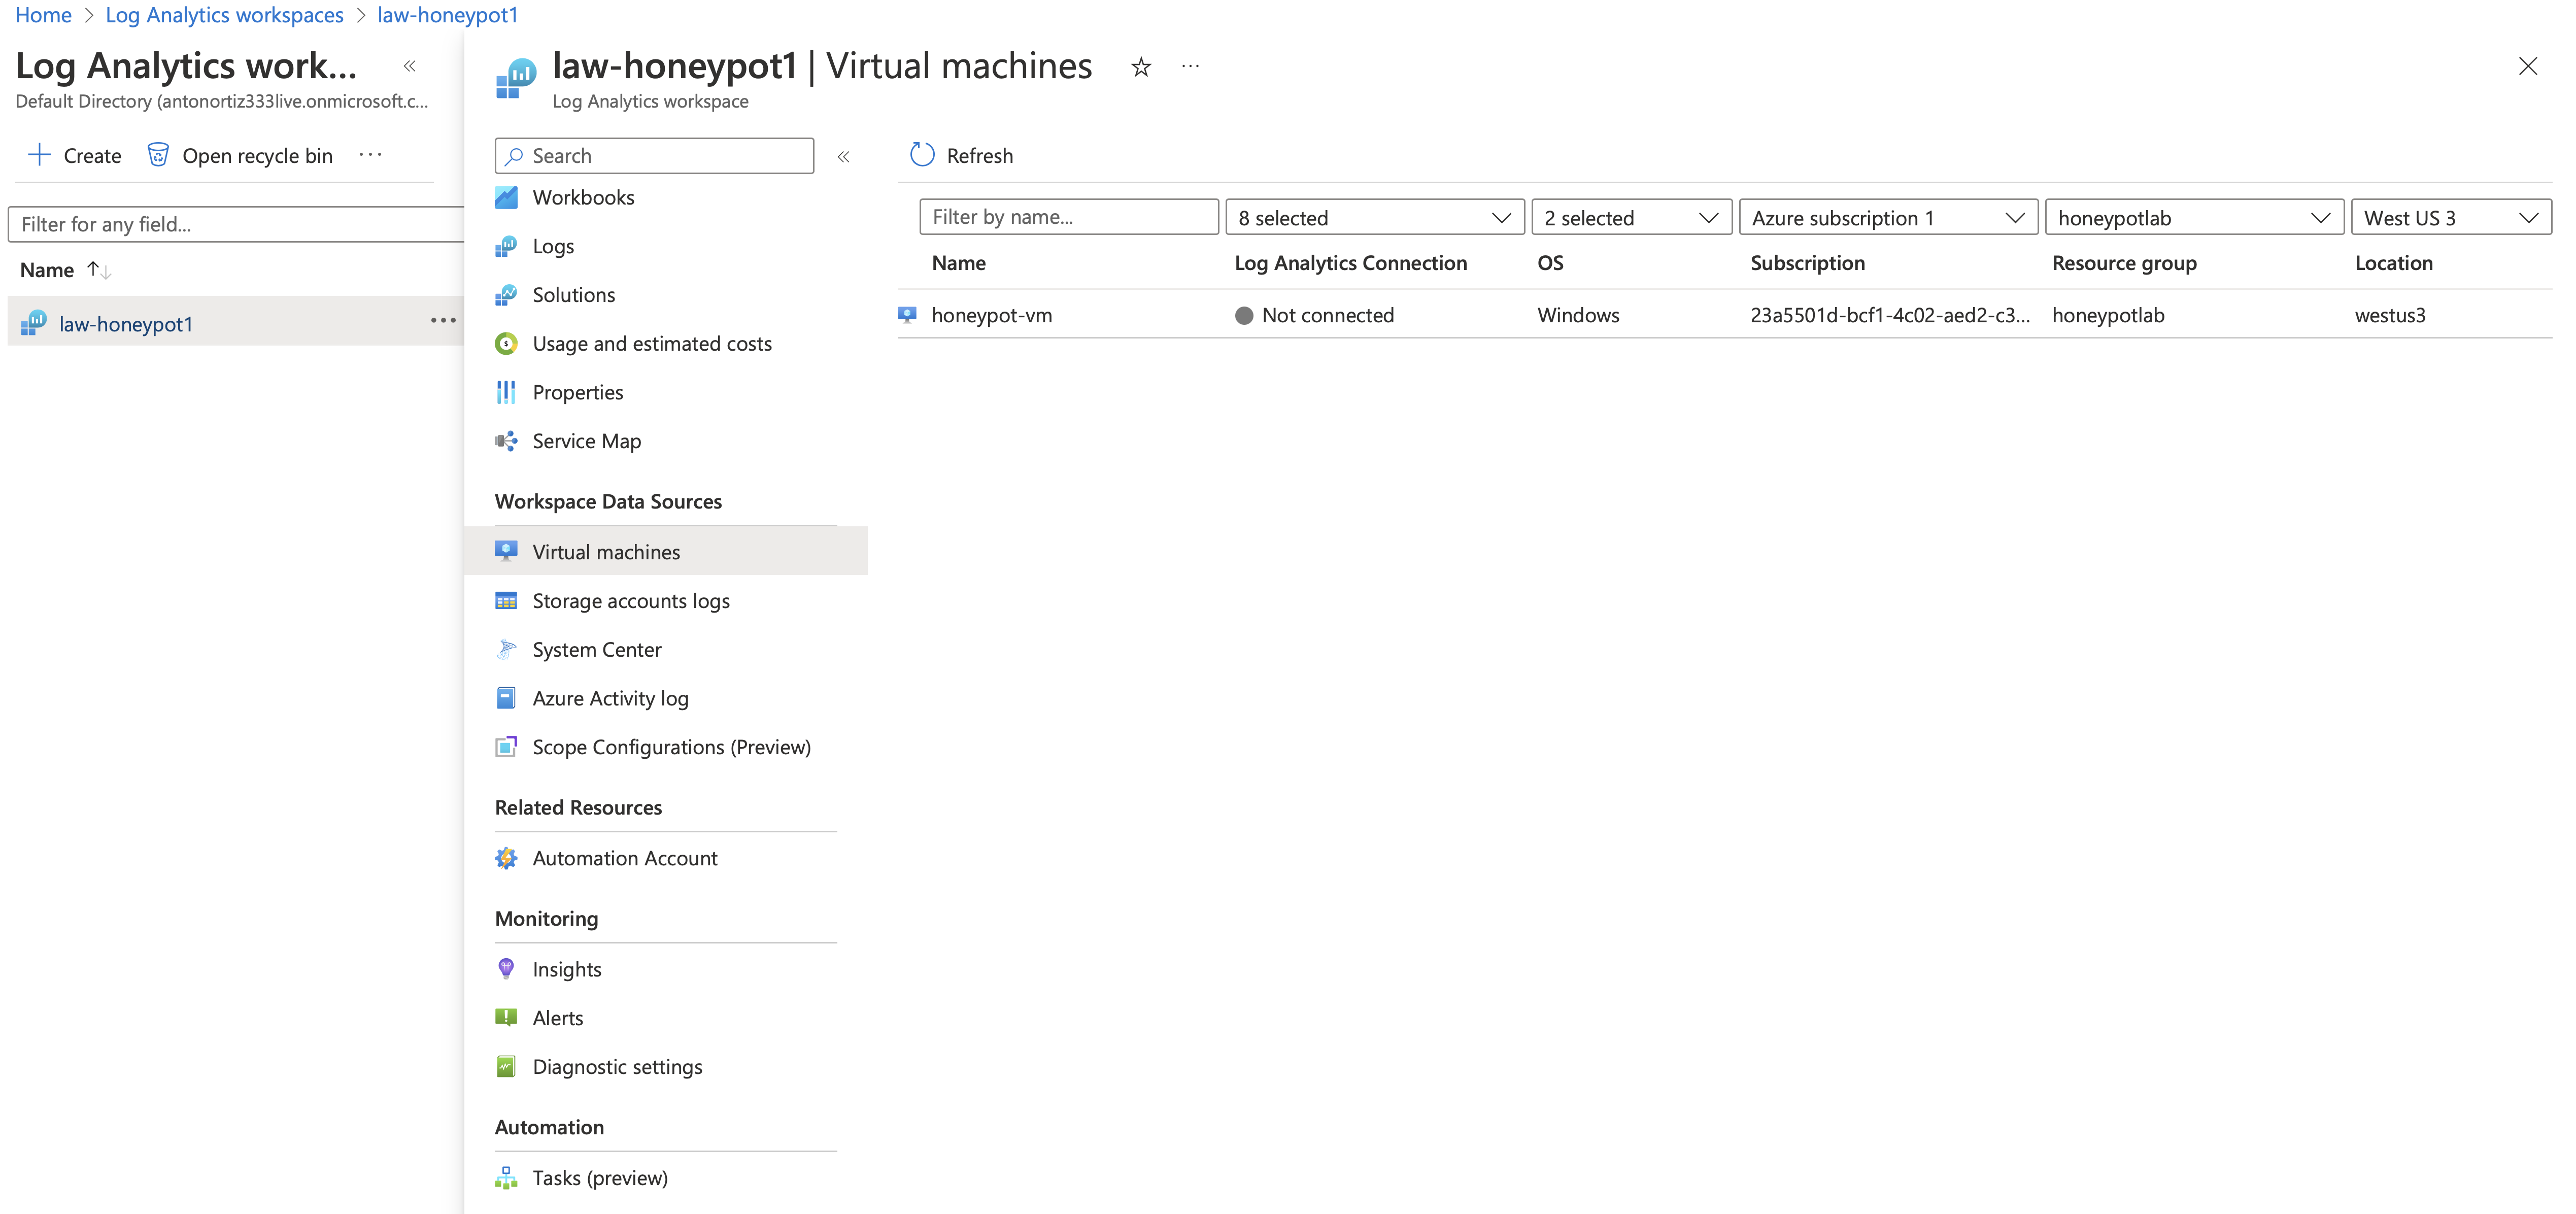 Home > Log Analytics workspaces > law-honeypot1
Log Analytics work...
Default Directory (antonortiz333live.onmicrosoft.c...
Create
Open recycle bin
Filter for any field...
Name
law-honeypot1
law-honeypot1 | Virtual machines
Log Analytics workspace
Search
Workbooks
Logs
Solutions
Usage and estimated costs
Properties
Service Map
Workspace Data Sources
Virtual machines
Storage accounts logs
System Center
Azure Activity log
Scope Configurations (Preview)
Related Resources
Automation Account
Monitoring
Insights
Alerts
Diagnostic settings
Automation
Tasks (preview)
Refresh
Filter by name... 8 selected 2 selected Azure subscription 1 honeypotlab West US 3
Name Log Analytics Connection OS Subscription Resource group Location
honeypot-vm Not connected Windows 23a5501d-bcf1-4c02-aed2-c3... honeypotlab westus3